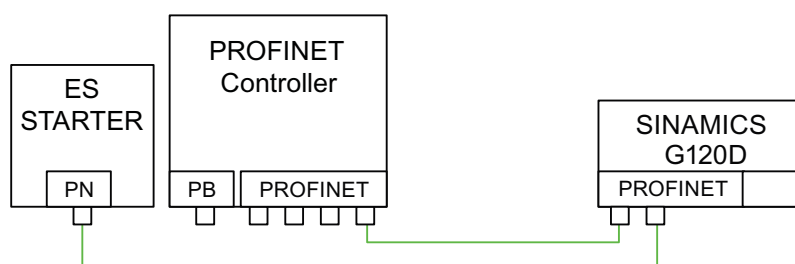 ES
STARTER
PN
PROFINET
Controller
PB
PROFINET
SINAMICS
G120D
PROFINET